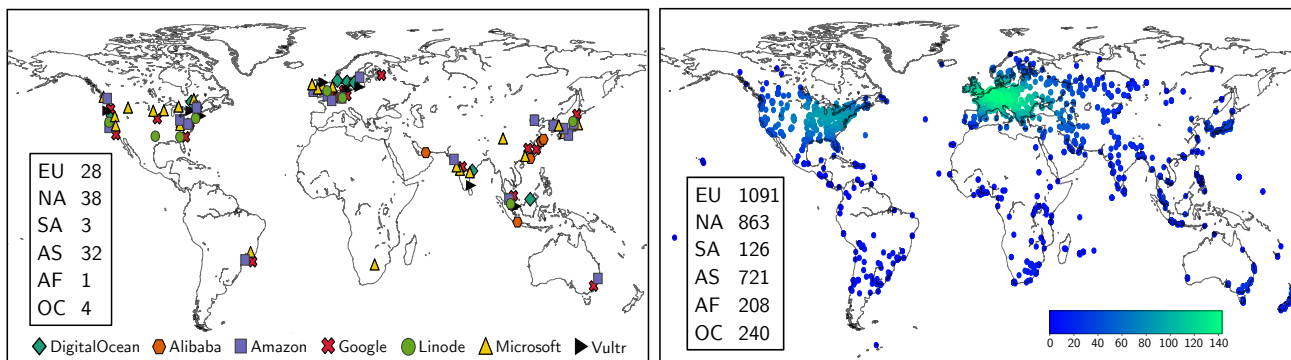 EU 28
NA 38
SA 3
AS 32
AF 1
OC 4
DigitalOcean Alibaba Amazon Google Linode Microsoft Vultr
EU 1091
NA 863
SA 126
AS 721
AF 208
OC 240
0 20 40 60 80 100 120 140